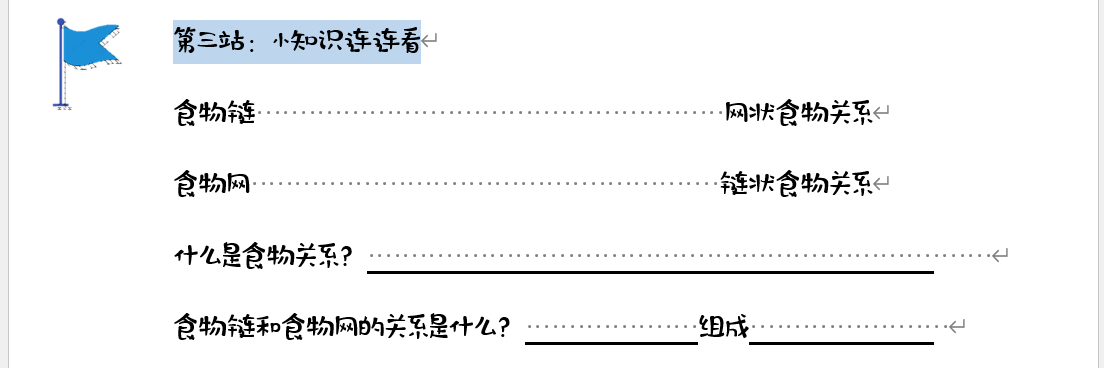 第三站：小知识连连看
食物链 网状食物关系
食物网 链状食物关系
什么是食物关系？
食物链和食物网的关系是什么？ 组成